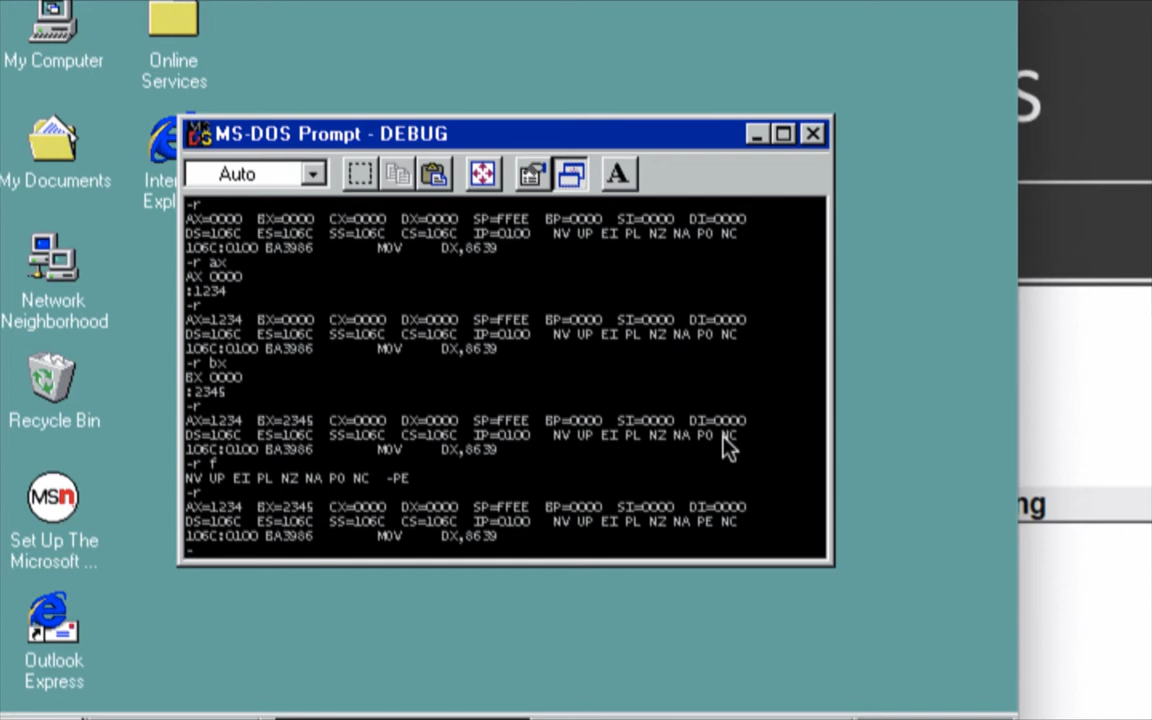 My Computer
Online
Services
S
My Documents
Inter
Expl
MS-DOS Prompt - DEBUG
Auto
A
-r
AX=0000 BX=0000 CX=0000 DX=0000 SP=FFEE BP=0000 SI=0000 DI=0000
DS=106C ES=106C SS=106C CS=106C IP=0100 NV UP EI PL NZ NA PO NC
106C:0100 BA3986 MOV DX,8639
-r ax
AX 0000
:1234
-r
AX=1234 BX=0000 CX=0000 DX=0000 SP=FFEE BP=0000 SI=0000 DI=0000
DS=106C ES=106C SS=106C CS=106C IP=0100 NV UP EI PL NZ NA PO NC
106C:0100 BA3986 MOV DX,8639
-r bx
BX 0000
:2345
-r
AX=1234 BX=2345 CX=0000 DX=0000 SP=FFEE BP=0000 SI=0000 DI=0000
DS=106C ES=106C SS=106C CS=106C IP=0100 NV UP EI PL NZ NA PO NC
106C:0100 BA3986 MOV DX,8639
-r f
NV UP EI PL NZ NA PO NC -PE
-r
AX=1234 BX=2345 CX=0000 DX=0000 SP=FFEE BP=0000 SI=0000 DI=0000
DS=106C ES=106C SS=106C CS=106C IP=0100 NV UP EI PL NZ NA PE NC
106C:0100 BA3986 MOV DX,8639
-
Network
Neighborhood
Recycle Bin
msn
Set Up The
Microsoft ...
Outlook
Express
ng